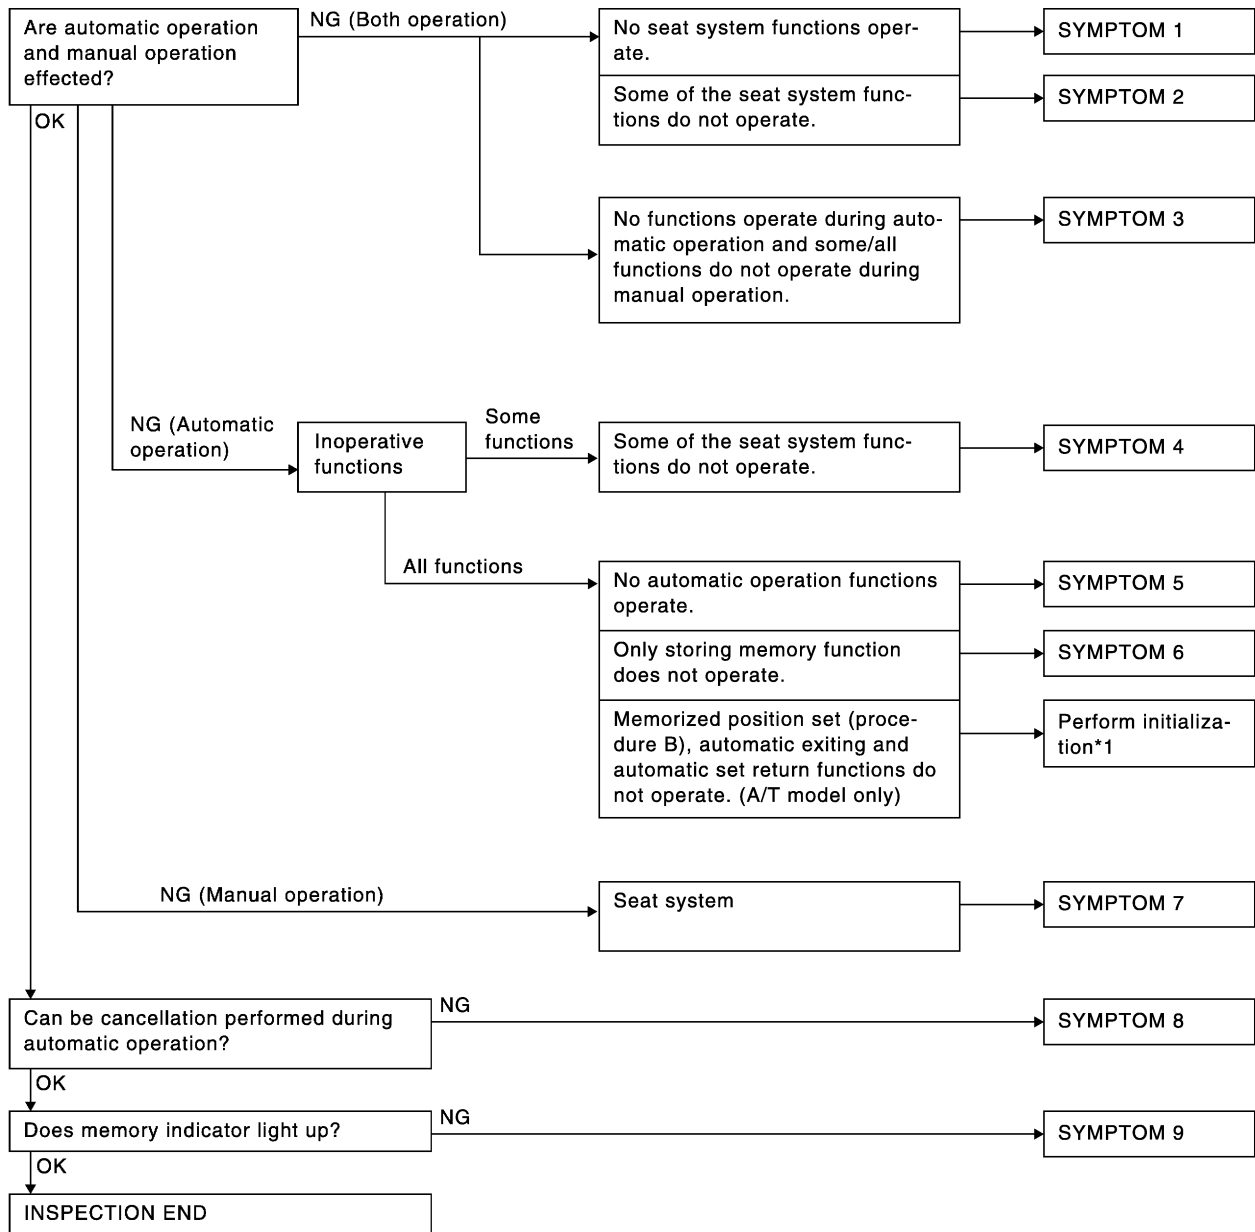 Are automatic operation
and manual operation
effected?
NG (Both operation)
No seat system functions oper-
ate.
SYMPTOM 1
Some of the seat system func-
tions do not operate.
SYMPTOM 2
OK
No functions operate during auto-
matic operation and some/all
functions do not operate during
manual operation.
SYMPTOM 3
NG (Automatic
operation)
Inoperative
functions
Some
functions
Some of the seat system func-
tions do not operate.
SYMPTOM 4
All functions
No automatic operation functions
operate.
SYMPTOM 5
Only storing memory function
does not operate.
SYMPTOM 6
Memorized position set (proce-
dure B), automatic exiting and
automatic set return functions do
not operate. (A/T model only)
Perform initializa-
tion*1
NG (Manual operation)
Seat system
SYMPTOM 7
Can be cancellation performed during
automatic operation?
NG
SYMPTOM 8
OK
Does memory indicator light up?
NG
SYMPTOM 9
OK
INSPECTION END